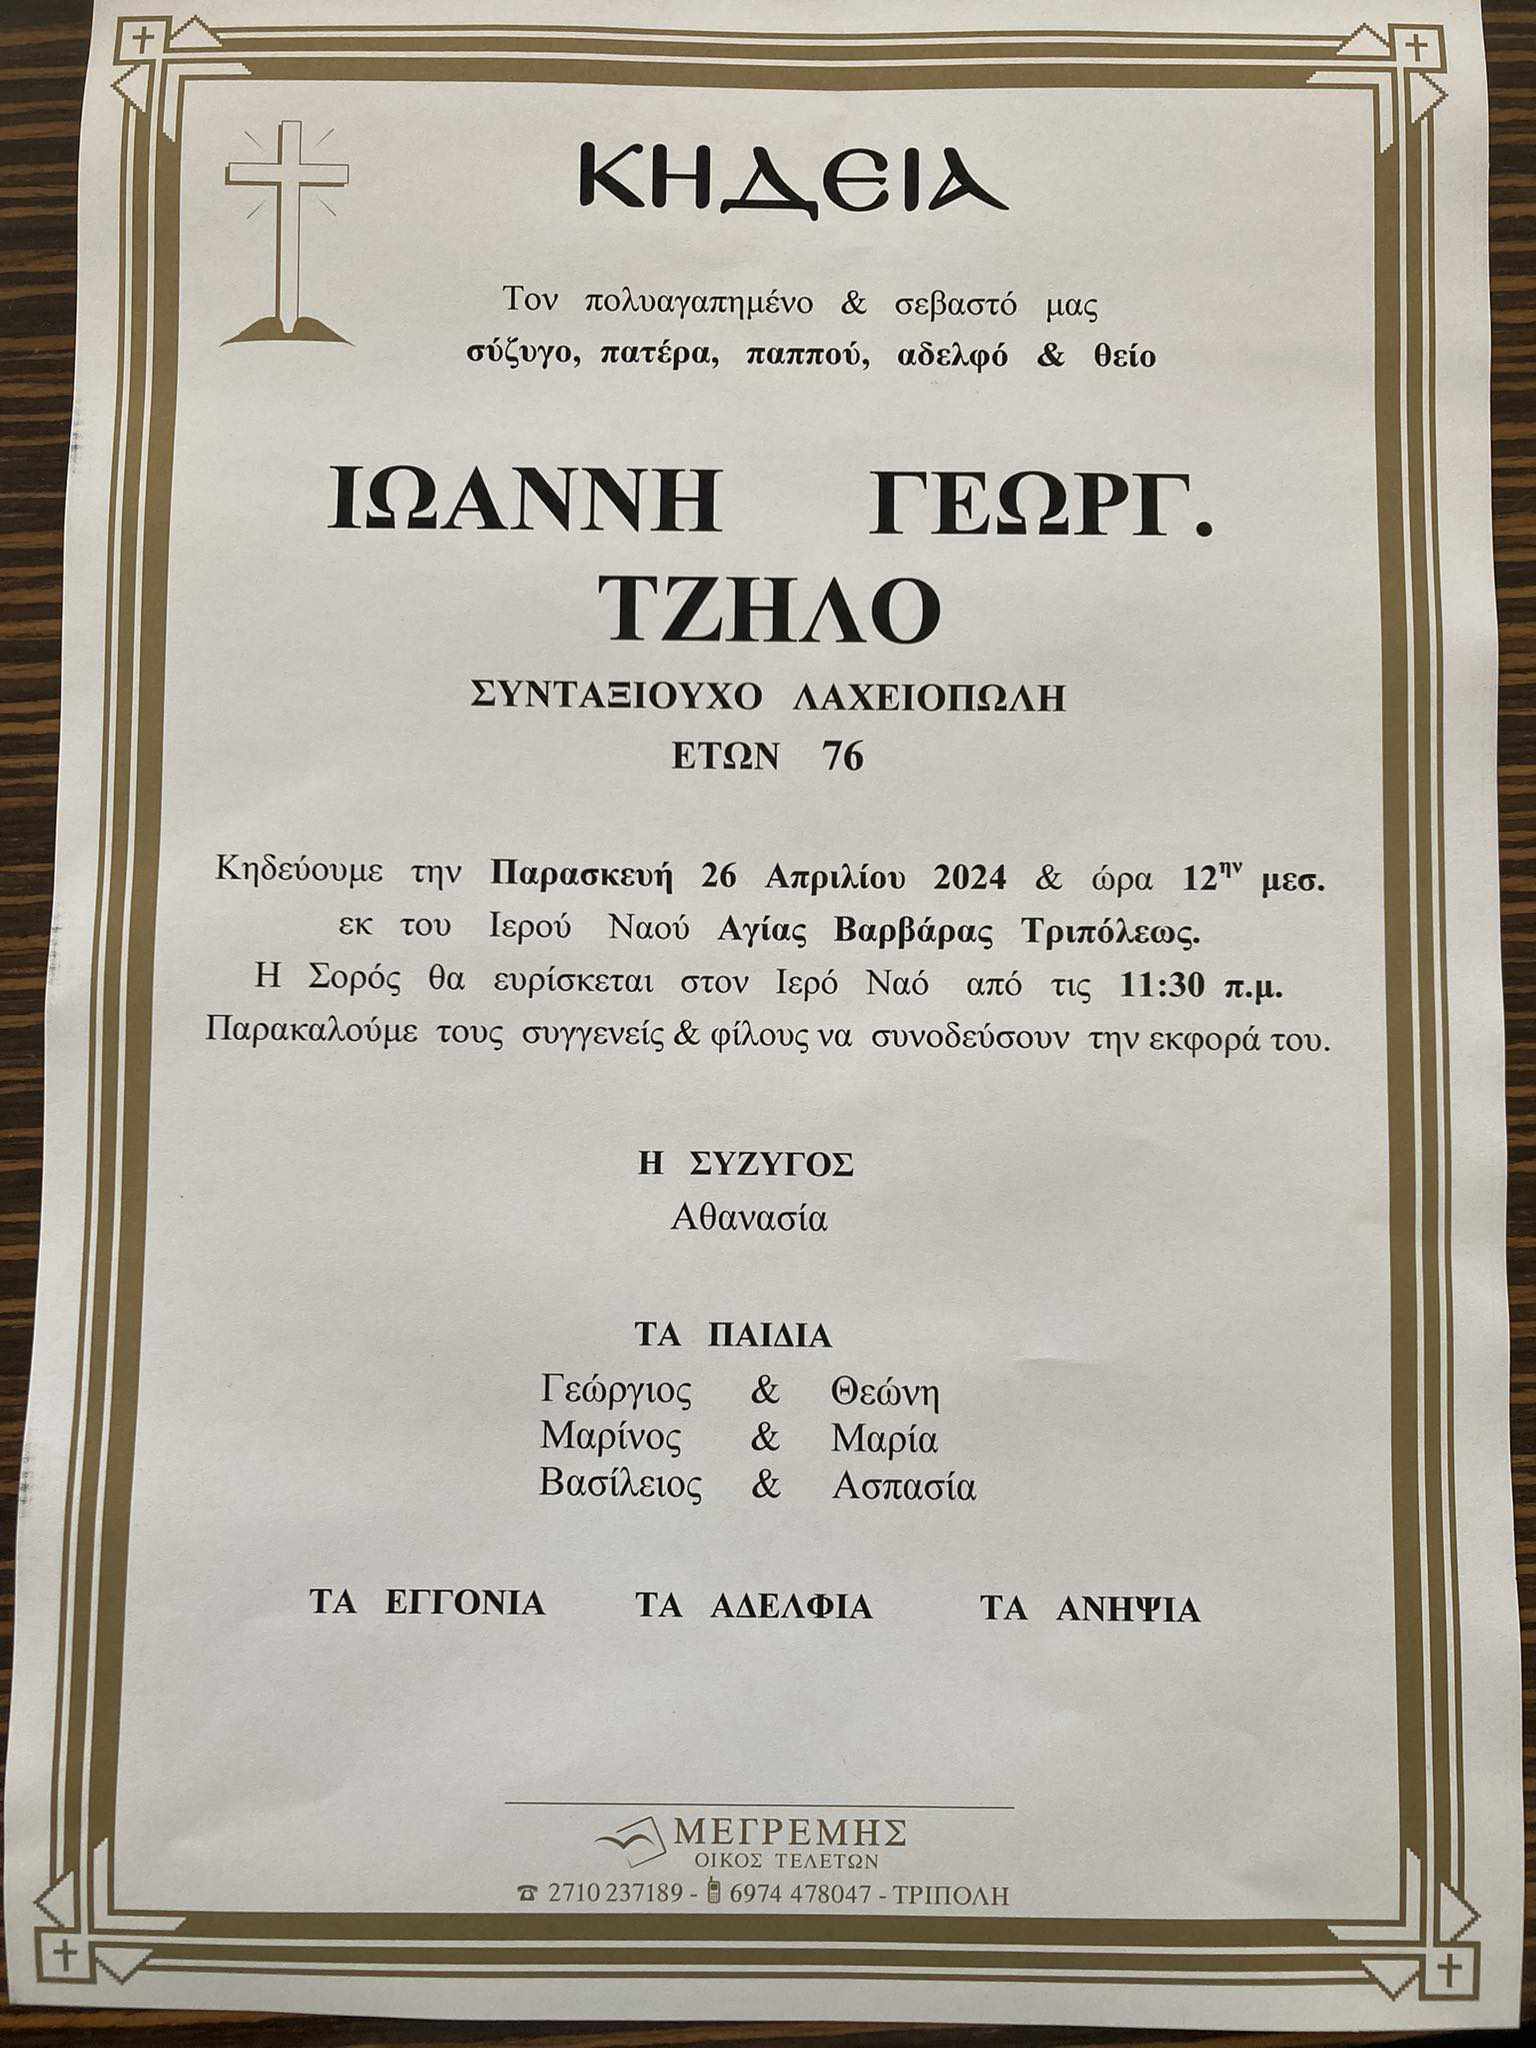 ΚΗΔΕΙΑ
Τον πολυαγαπημένο & σεβαστό μας
σύζυγο, πατέρα, παππού, αδελφό & θείο
ΙΩΑΝΝΗ ΓΕΩΡΓ.
ΤΖΗΛΟ
ΣΥΝΤΑΞΙΟΥΧΟ ΛΑΧΕΙΟΠΩΛΗ
ΕΤΩΝ 76
Κηδεύουμε την Παρασκευή 26 Απριλίου 2024 & ώρα 12ην μεσ.
εκ του Ιερού Ναού Αγίας Βαρβάρας Τριπόλεως.
Η Σορός θα ευρίσκεται στον Ιερό Ναό από τις 11:30 π.μ.
Παρακαλούμε τους συγγενείς & φίλους να συνοδεύσουν την εκφορά του.
Η ΣΥΖΥΓΟΣ
Αθανασία
ΤΑ ΠΑΙΔΙΑ
Γεώργιος & Θεώνη
Μαρίνος & Μαρία
Βασίλειος & Ασπασία
ΤΑ ΕΓΓΟΝΙΑ ΤΑ ΑΔΕΛΦΙΑ ΤΑ ΑΝΗΨΙΑ
ΜΕΓΡΕΜΗΣ
ΟΙΚΟΣ ΤΕΛΕΤΩΝ
2710 237189 - 6974 478047 - ΤΡΙΠΟΛΗ